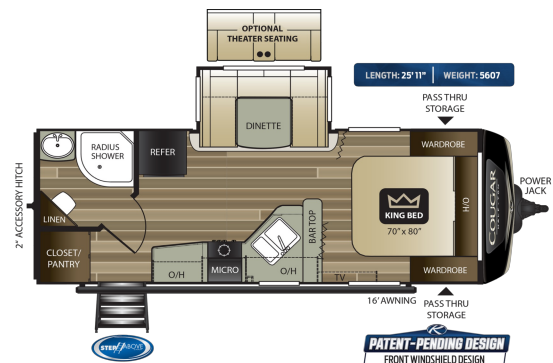 OPTIONAL
THEATER SEATING
LENGTH: 25' 11" WEIGHT: 5607
PASS THRU
STORAGE
DINETTE
RADIUS
SHOWER
REFER
WARDROBE
2" ACCESSORY HITCH
LINEN
CLOSET/
PANTRY
KING BED
70" x 80"
H/O
COUGAR
POWER
JACK
BAR TOP
O/H
MICRO
O/H
TV
WARDROBE
16' AWNING
PASS THRU
STORAGE
STEP ABOVE
PATENT-PENDING DESIGN
FRONT WINDSHIELD DESIGN